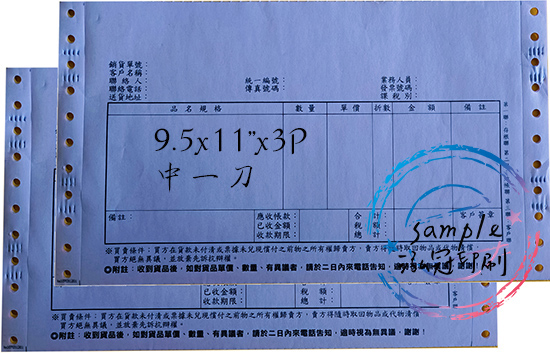 銷貨單號：
客戶名稱：
聯絡人： 統一編號： 業務人員：
聯絡電話： 傳真號碼： 發票號碼：
送貨地址： 課稅別：
品名規格 數量 單價 折數 金額 備註
9.5x11"x3P
中一刀
備註： 應收帳款： 合計： 客戶簽章
已收金額： 稅額：
收款期限： 總計：
sample
冠印刷
※買賣條件：買方在貨款未付清或票據未兌現償付之前物之所有權歸賣方，賣方得隨時取回物品或代物清償
買方絕無異議，並放棄先訴抗辯權。
◎附註：收到貨品後，如對貨品單價、數量、有異議者，請於二日內來電話告知，逾時視為無異議，謝謝！
已收金額： 稅額：
收款期限： 總計：
※買賣條件：買方在貨款未付清或票據未兌現償付之前物之所有權歸賣方，賣方得隨時取回物品或代物清償
買方絕無異議，並放棄先訴抗辯權。
◎附註：收到貨品後，如對貨品單價、數量、有異議者，請於二日內來電話告知，逾時視為無異議，謝謝！